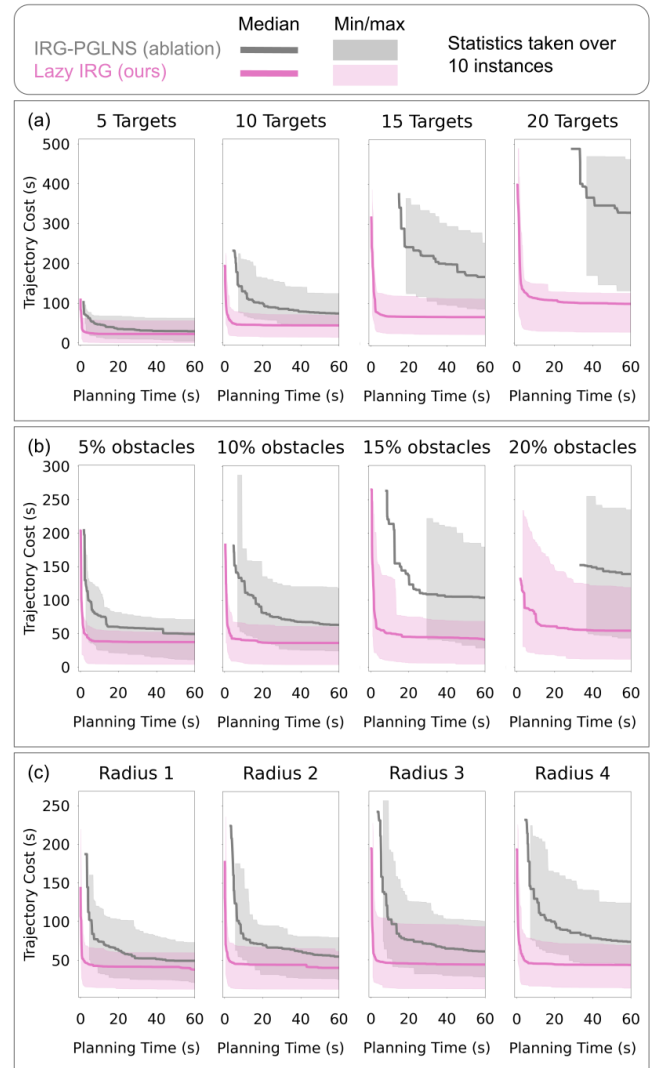 Median Min/max
IRG-PGLNS (ablation)
Lazy IRG (ours)
Statistics taken over
10 instances
(a)
5 Targets 10 Targets 15 Targets 20 Targets
Trajectory Cost (s)
500
400
300
200
100
0
0 20 40 60 0 20 40 60 0 20 40 60 0 20 40 60
Planning Time (s) Planning Time (s) Planning Time (s) Planning Time (s)
(b)
5% obstacles 10% obstacles 15% obstacles 20% obstacles
Trajectory Cost (s)
300
250
200
150
100
50
0
0 20 40 60 0 20 40 60 0 20 40 60 0 20 40 60
Planning Time (s) Planning Time (s) Planning Time (s) Planning Time (s)
(c)
Radius 1 Radius 2 Radius 3 Radius 4
Trajectory Cost (s)
250
200
150
100
50
0 20 40 60 0 20 40 60 0 20 40 60 0 20 40 60
Planning Time (s) Planning Time (s) Planning Time (s) Planning Time (s)